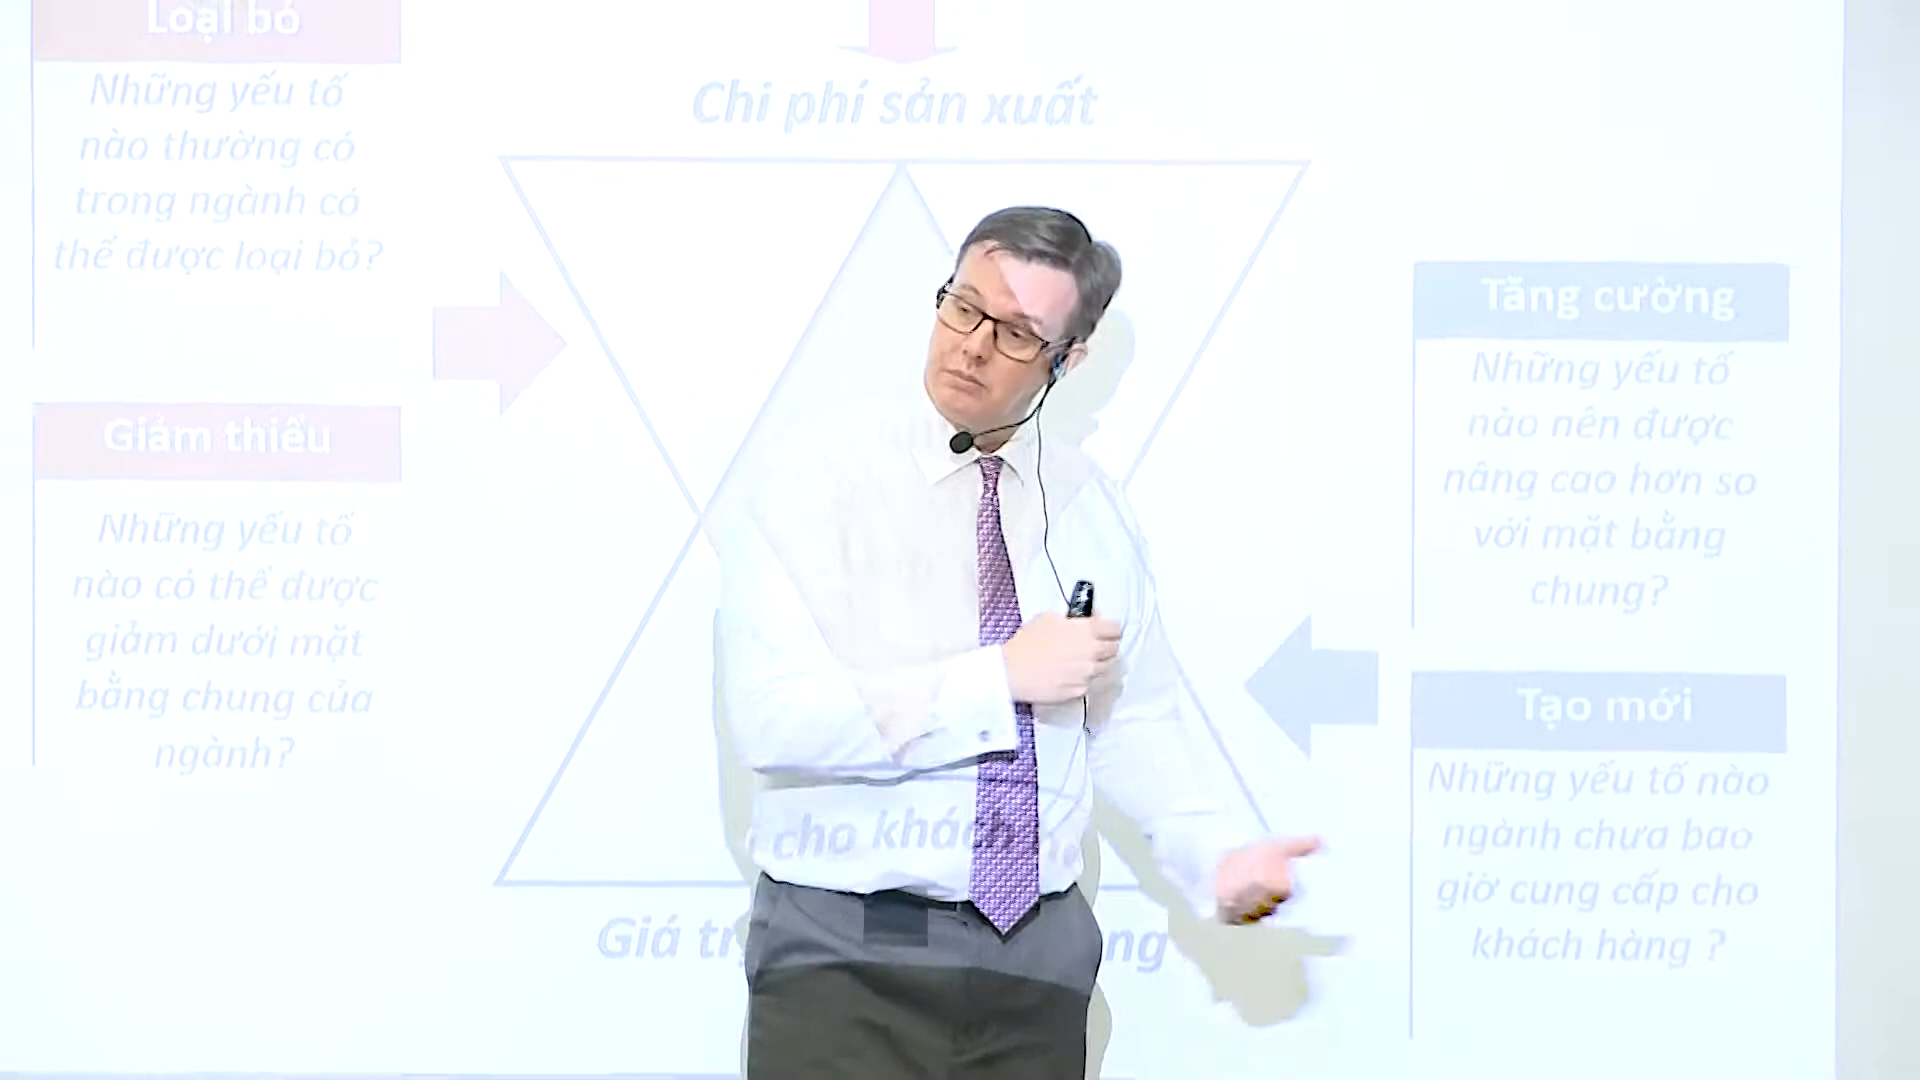 Loại bỏ
Những yếu tố
nào thường có
trong ngành có
thể được loại bỏ?
Giảm thiểu
Những yếu tố
nào có thể được
giảm dưới mặt
bằng chung của
ngành?
Chi phí sản xuất
cho khách
Giá trị
Tăng cường
Những yếu tố
nào nên được
nâng cao hơn so
với mặt bằng
chung?
Tạo mới
Những yếu tố nào
ngành chưa bao
giờ cung cấp cho
khách hàng ?